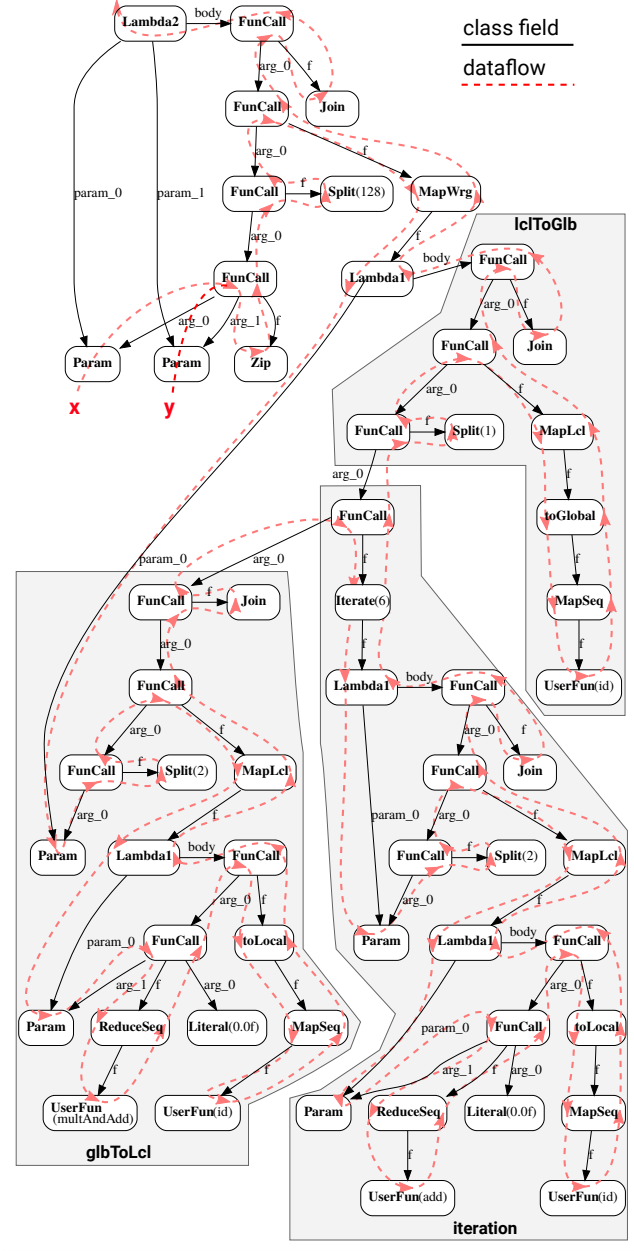 Lambda2 body FunCall class field
dataflow
arg_0 f
FunCall Join
arg_0 f
param_0 param_1 FunCall f Split(128) MapWrg
lclToGlb
arg_0 f body FunCall
FunCall Lambda1
arg_0 f
arg_0 arg_1 f FunCall Join
Param Param Zip
arg_0 f
x y
FunCall f Split(1) MapLcl
arg_0 f
FunCall toGlobal
param_0 arg_0 f f
FunCall f Join Iterate(6) MapSeq
arg_0 f f
FunCall Lambda1 body FunCall UserFun(id)
arg_0 f arg_0 f
FunCall f Split(2) MapLcl FunCall Join
param_0 arg_0 f
arg_0 f
Param Lambda1 body FunCall FunCall f Split(2) MapLcl
arg_0 f arg_0 f
param_0 FunCall toLocal Param Lambda1 body FunCall
arg_1 f arg_0 f arg_0 f
Param ReduceSeq Literal(0.0f) MapSeq param_0 FunCall toLocal
f f arg_1 f arg_0 f
UserFun
(multAndAdd) UserFun(id) Param ReduceSeq Literal(0.0f) MapSeq
glbToLcl f f
UserFun(add) UserFun(id)
iteration